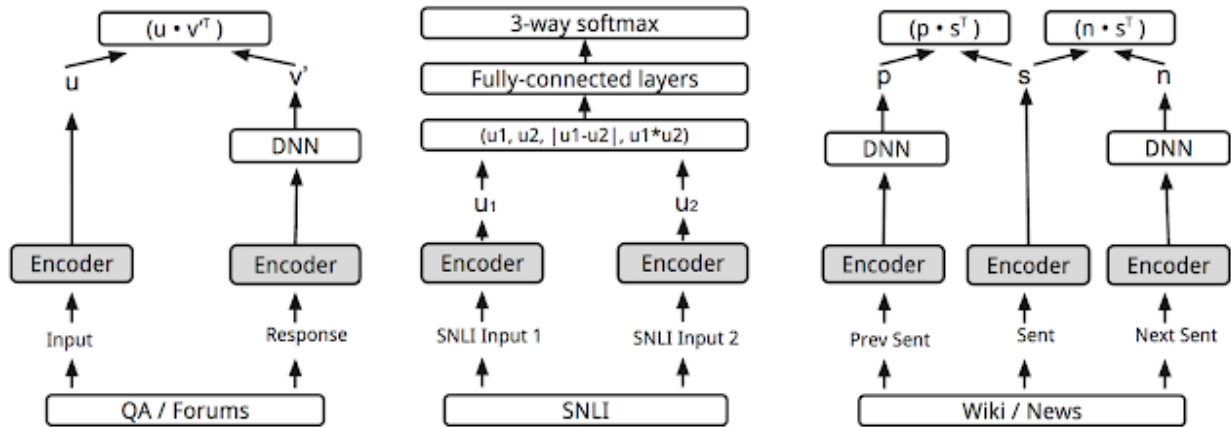 (u • v'ᵀ)
u
v'
DNN
Encoder
Encoder
Input
Response
QA / Forums
3-way softmax
Fully-connected layers
(u1, u2, |u1-u2|, u1*u2)
u₁
u₂
Encoder
Encoder
SNLI Input 1
SNLI Input 2
SNLI
(p • sᵀ)
(n • sᵀ)
p
s
n
DNN
DNN
Encoder
Encoder
Encoder
Prev Sent
Sent
Next Sent
Wiki / News